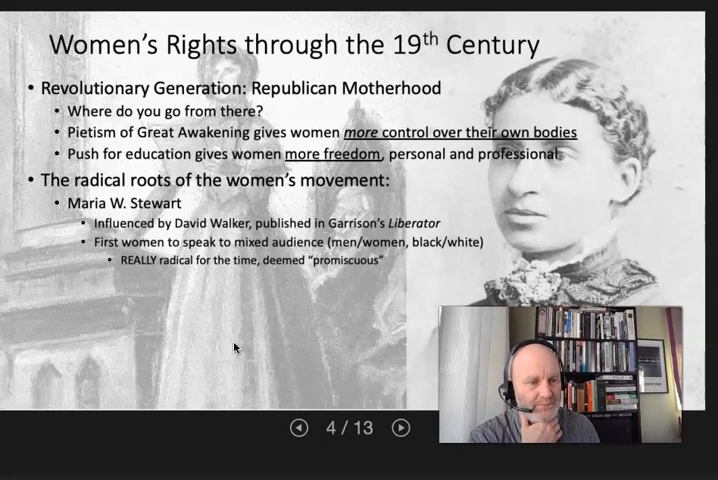 Women's Rights through the 19th Century
• Revolutionary Generation: Republican Motherhood
• Where do you go from there?
• Pietism of Great Awakening gives women more control over their own bodies
• Push for education gives women more freedom, personal and professional
• The radical roots of the women's movement:
• Maria W. Stewart
• Influenced by David Walker, published in Garrison's Liberator
• First women to speak to mixed audience (men/women, black/white)
• REALLY radical for the time, deemed "promiscuous"
4 / 13